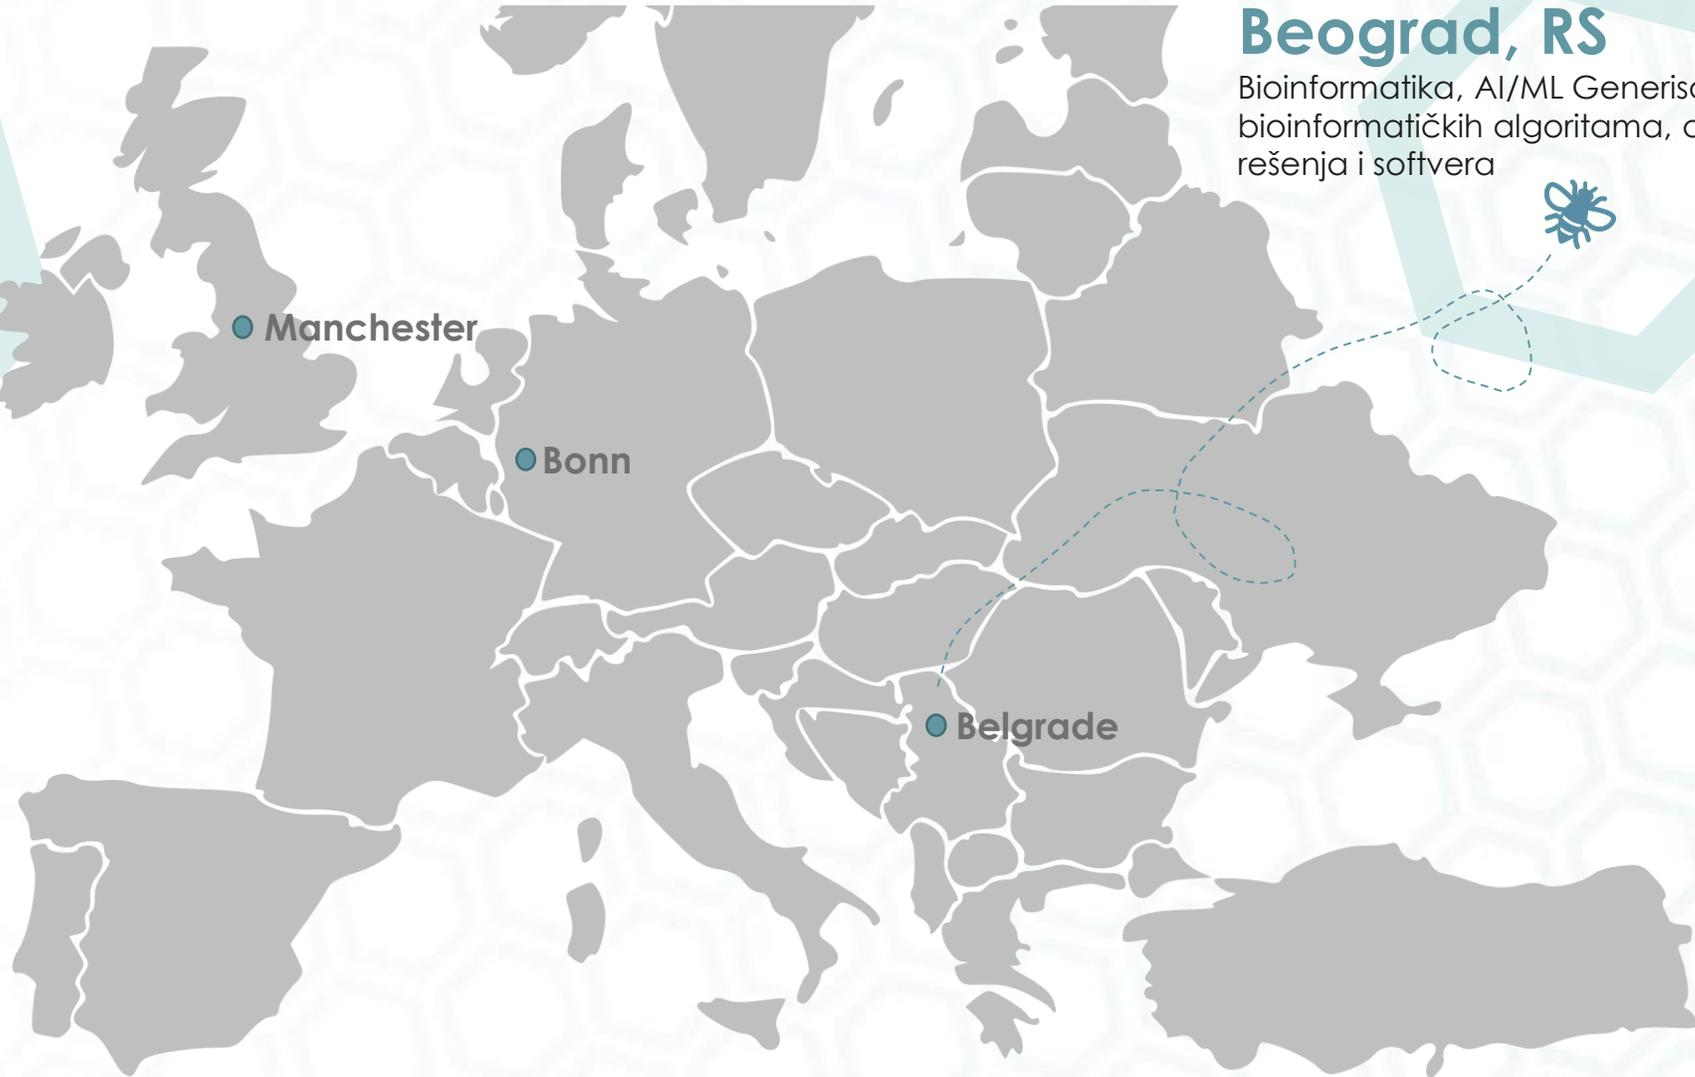 Beograd, RS
Bioinformatika, AI/ML
bioinformatičkih algoritama,
rešenja i softvera
Manchester
Bonn
Belgrade